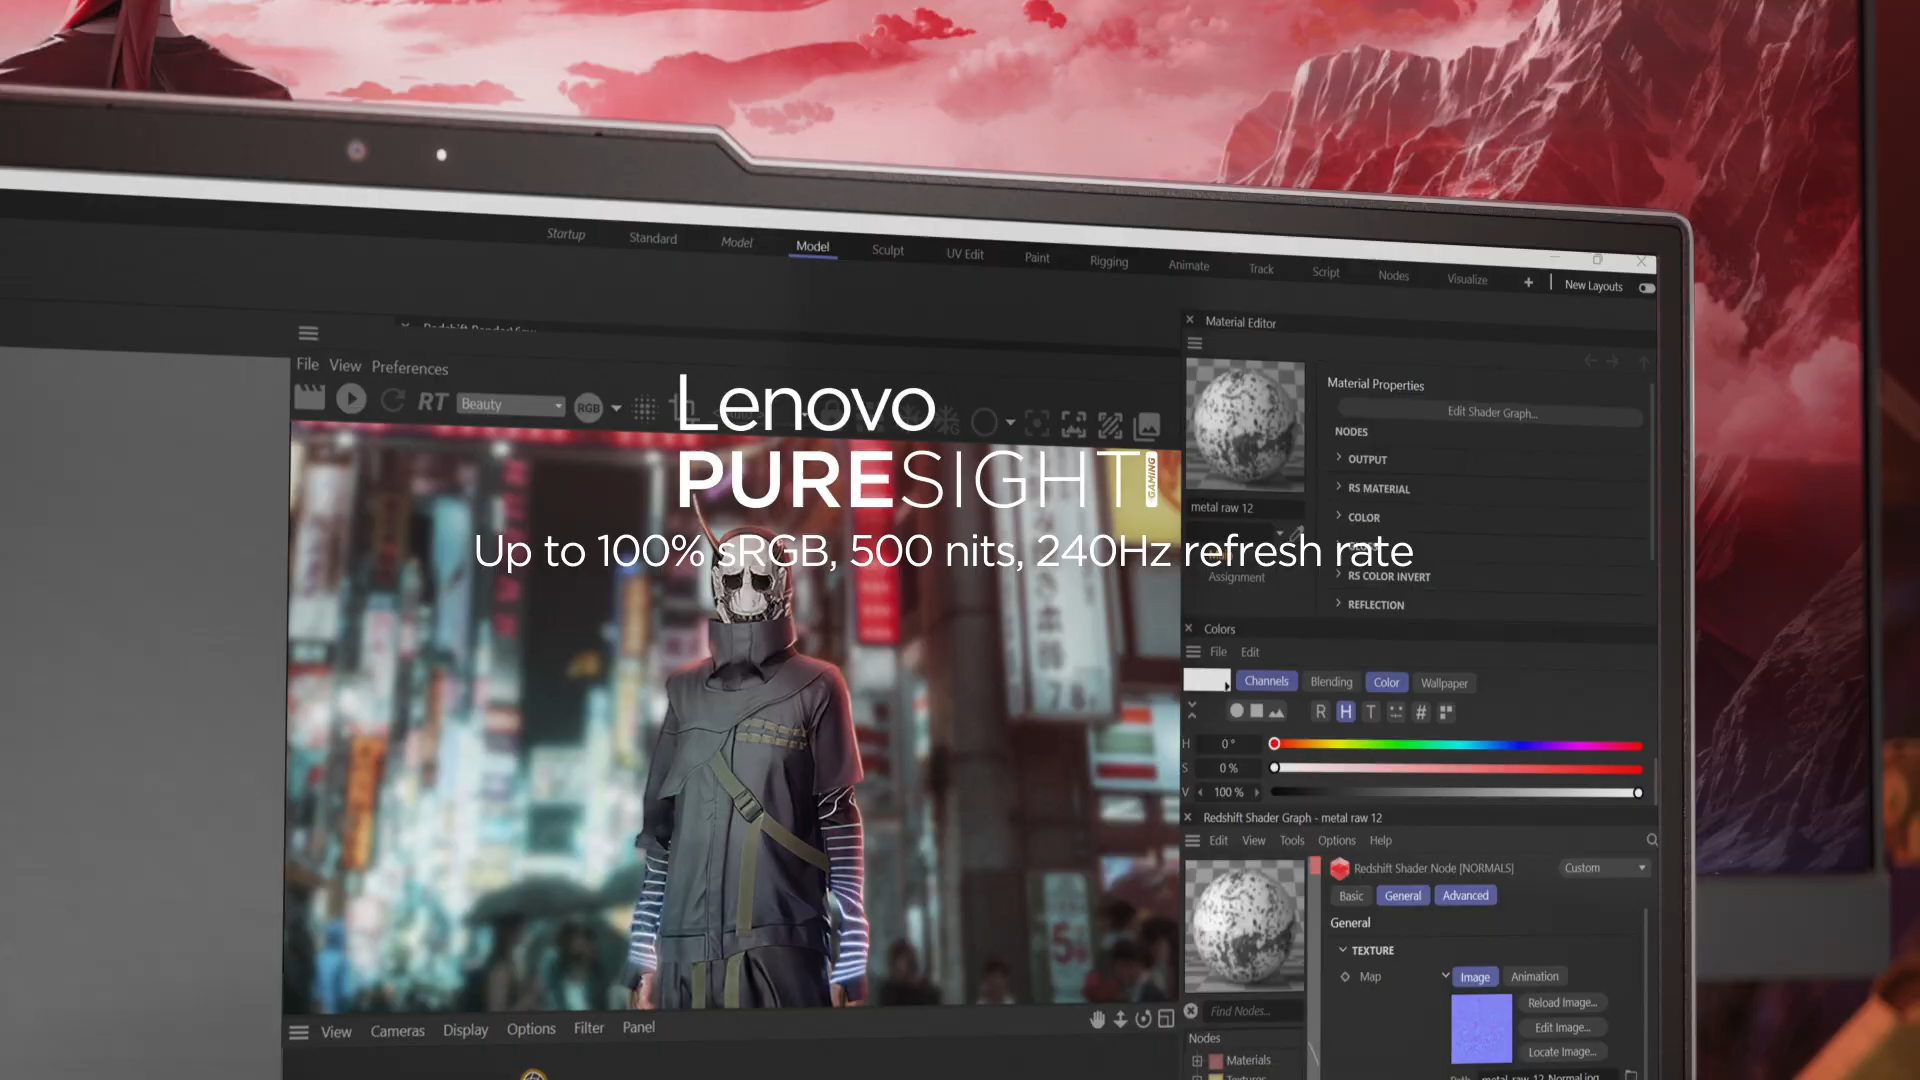 Startup Standard Model Model Sculpt UV Edit Paint Rigging Animate Track Script Nodes Visualize + New Layouts
Redshift RenderView
File View Preferences
RT Beauty RGB
Lenovo
PURESIGHT GAMING
Up to 100% sRGB, 500 nits, 240Hz refresh rate
Material Editor
Material Properties
Edit Shader Graph...
NODES
OUTPUT
RS MATERIAL
COLOR
RS COLOR INVERT
REFLECTION
metal raw 12
Assignment
Colors
File Edit
Channels Blending Color Wallpaper
R H T #
H 0°
S 0 %
V 100 %
Redshift Shader Graph - metal raw 12
Edit View Tools Options Help
Redshift Shader Node [NORMALS] Custom
Basic General Advanced
General
TEXTURE
Map Image Animation
Reload Image...
Edit Image...
Locate Image...
Find Nodes...
Nodes
Materials
View Cameras Display Options Filter Panel